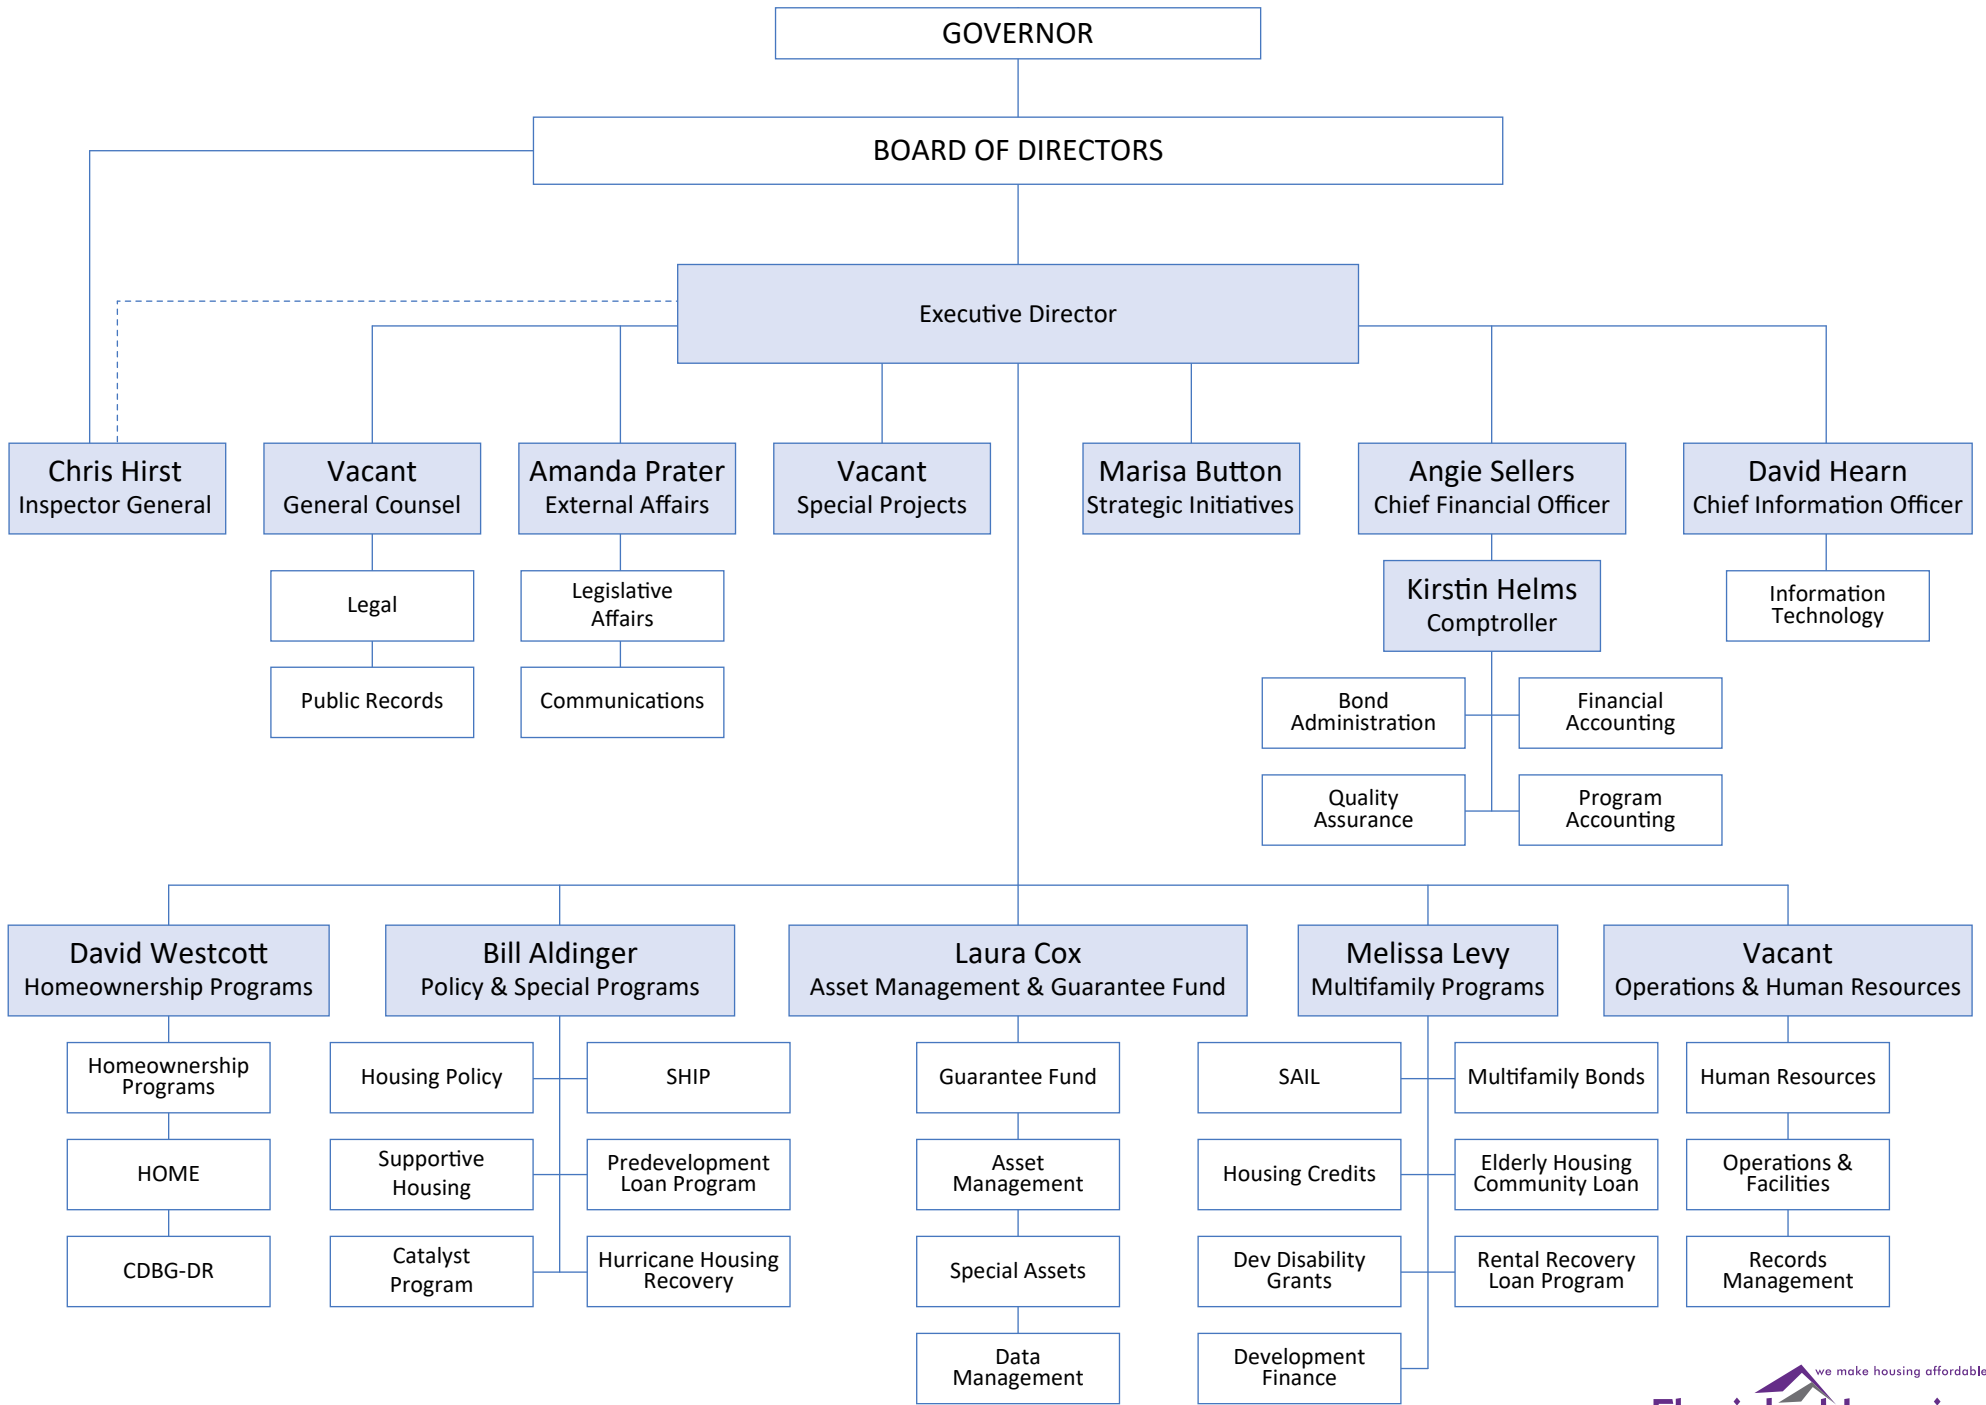 GOVERNOR
BOARD OF DIRECTORS
Executive Director
Chris Hirst
Inspector General
Vacant
General Counsel
Amanda Prater
External Affairs
Vacant
Special Projects
Marisa Button
Strategic Initiatives
Angie Sellers
Chief Financial Officer
David Hearn
Chief Information Officer
Legal
Public Records
Legislative
Affairs
Communications
Kirstin Helms
Comptroller
Information
Technology
Bond
Administration
Financial
Accounting
Quality
Assurance
Program
Accounting
David Westcott
Homeownership Programs
Bill Aldinger
Policy & Special Programs
Laura Cox
Asset Management & Guarantee Fund
Melissa Levy
Multifamily Programs
Vacant
Operations & Human Resources
Homeownership
Programs
HOME
CDBG-DR
Housing Policy
SHIP
Supportive
Housing
Predevelopment
Loan Program
Catalyst
Program
Hurricane Housing
Recovery
Guarantee Fund
Asset
Management
Special Assets
Data
Management
SAIL
Multifamily Bonds
Housing Credits
Elderly Housing
Community Loan
Dev Disability
Grants
Rental Recovery
Loan Program
Development
Finance
Human Resources
Operations &
Facilities
Records
Management
we make housing affordable